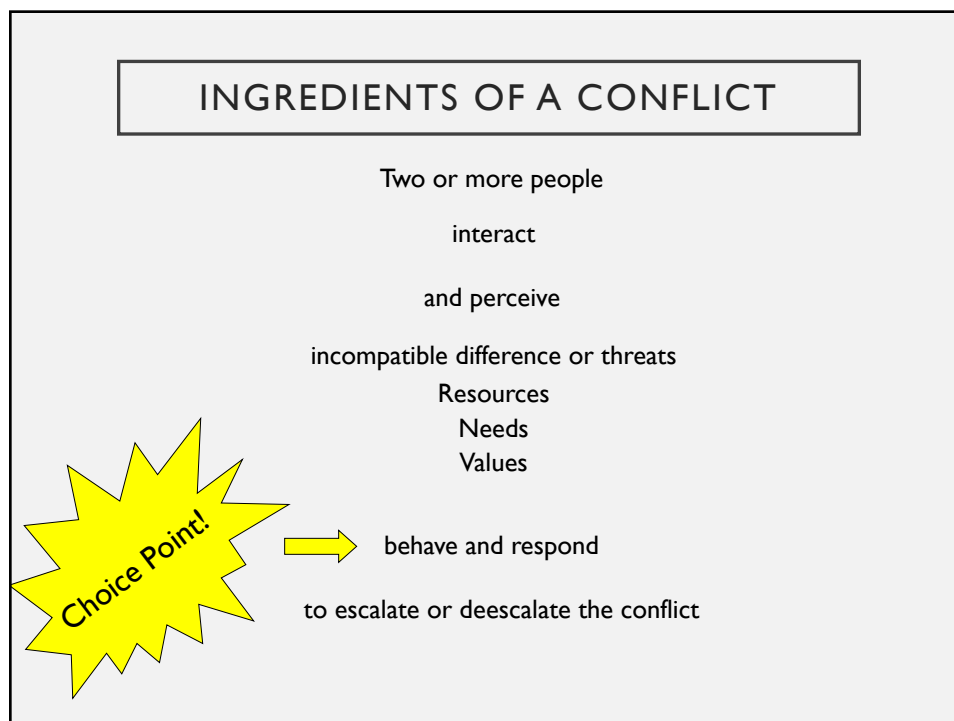 INGREDIENTS OF A CONFLICT
Two or more people
interact
and perceive
incompatible difference or threats
Resources
Needs
Values
Choice Point!
behave and respond
to escalate or deescalate the conflict